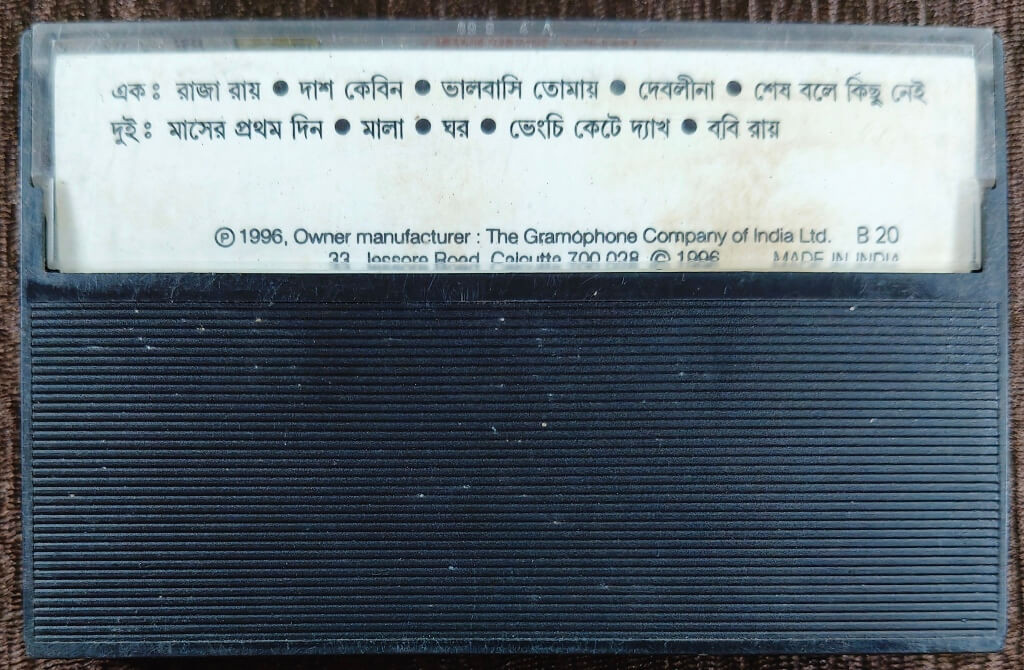 এক : রাজা রায় ● দাশ কেবিন ● ভালবাসি তোমায় ● দেবলীনা ● শেষ বলে কিছু নেই
দুই : মাসের প্রথম দিন ● মালা ● ঘর ● ভেংচি কেটে দ্যাখ ● ববি রায়
Ⓟ 1996, Owner manufacturer : The Gramophone Company of India Ltd. B 20
33, Jessore Road, Calcutta 700 028 © 1996 MADE IN INDIA